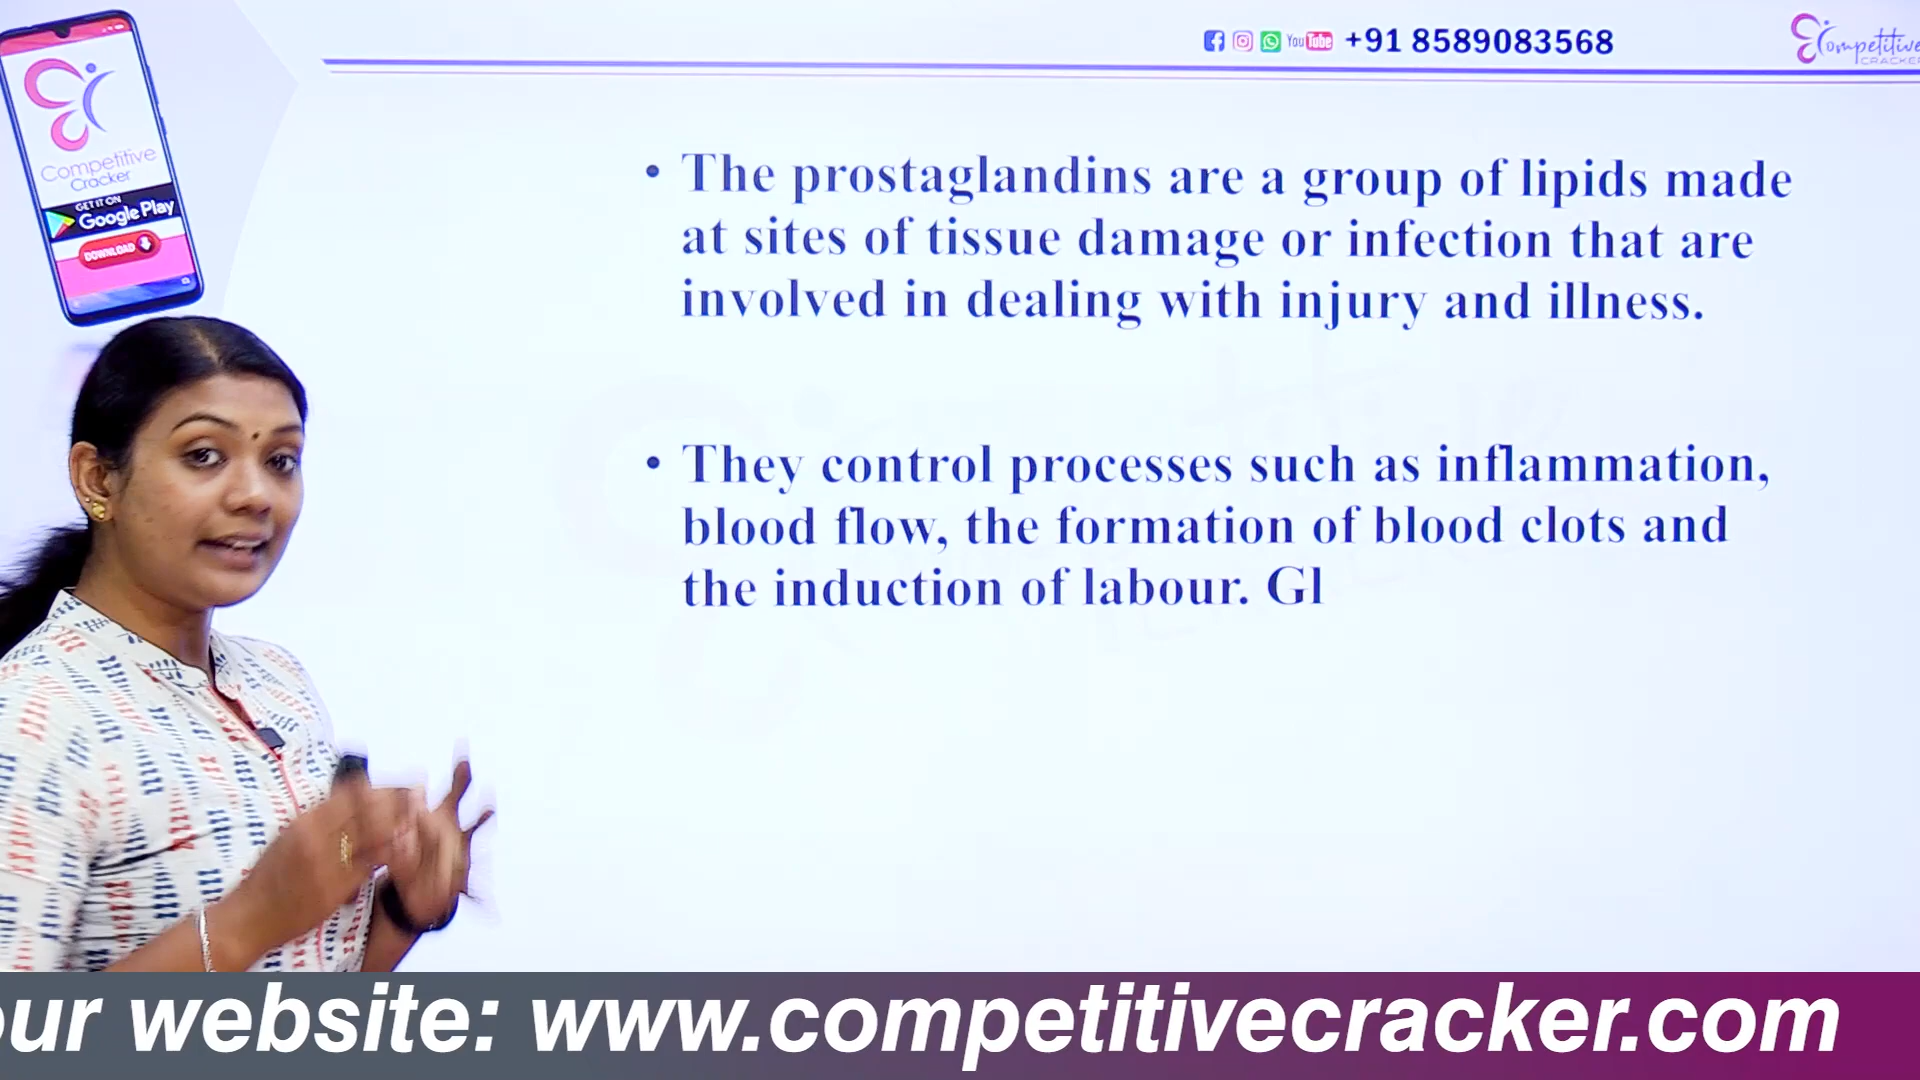 +91 8589083568
Competitive
CRACKER
Competitive
Cracker
GET IT ON
Google Play
DOWNLOAD
YouTube
• The prostaglandins are a group of lipids made
at sites of tissue damage or infection that are
involved in dealing with injury and illness.
• They control processes such as inflammation,
blood flow, the formation of blood clots and
the induction of labour. Gl
our website: www.competitivecracker.com